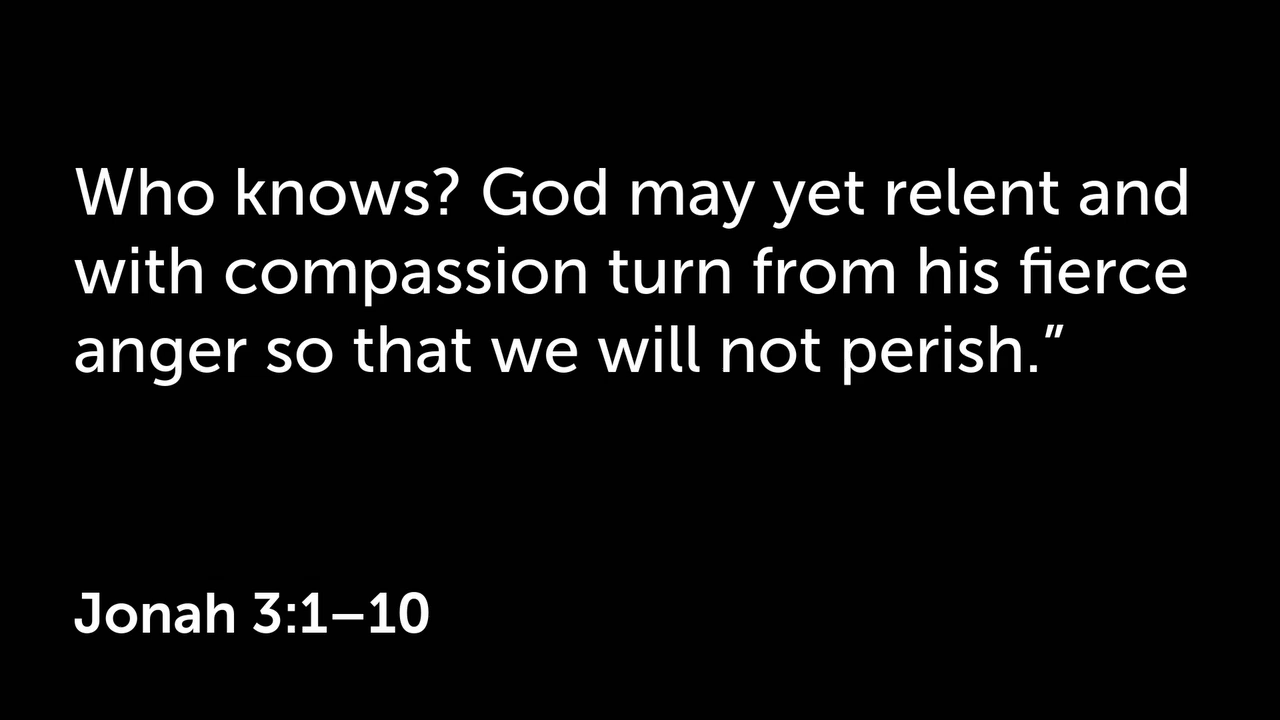 Who knows? God may yet relent and
with compassion turn from his fierce
anger so that we will not perish.”
Jonah 3:1–10